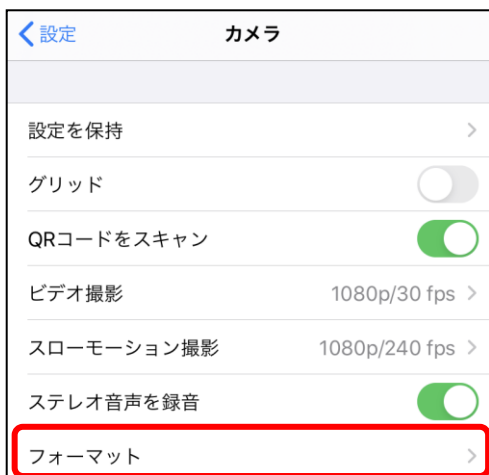 設定
カメラ
設定を保持
グリッド
QRコードをスキャン
ビデオ撮影 1080p/30 fps
スローモーション撮影 1080p/240 fps
ステレオ音声を録音
フォーマット